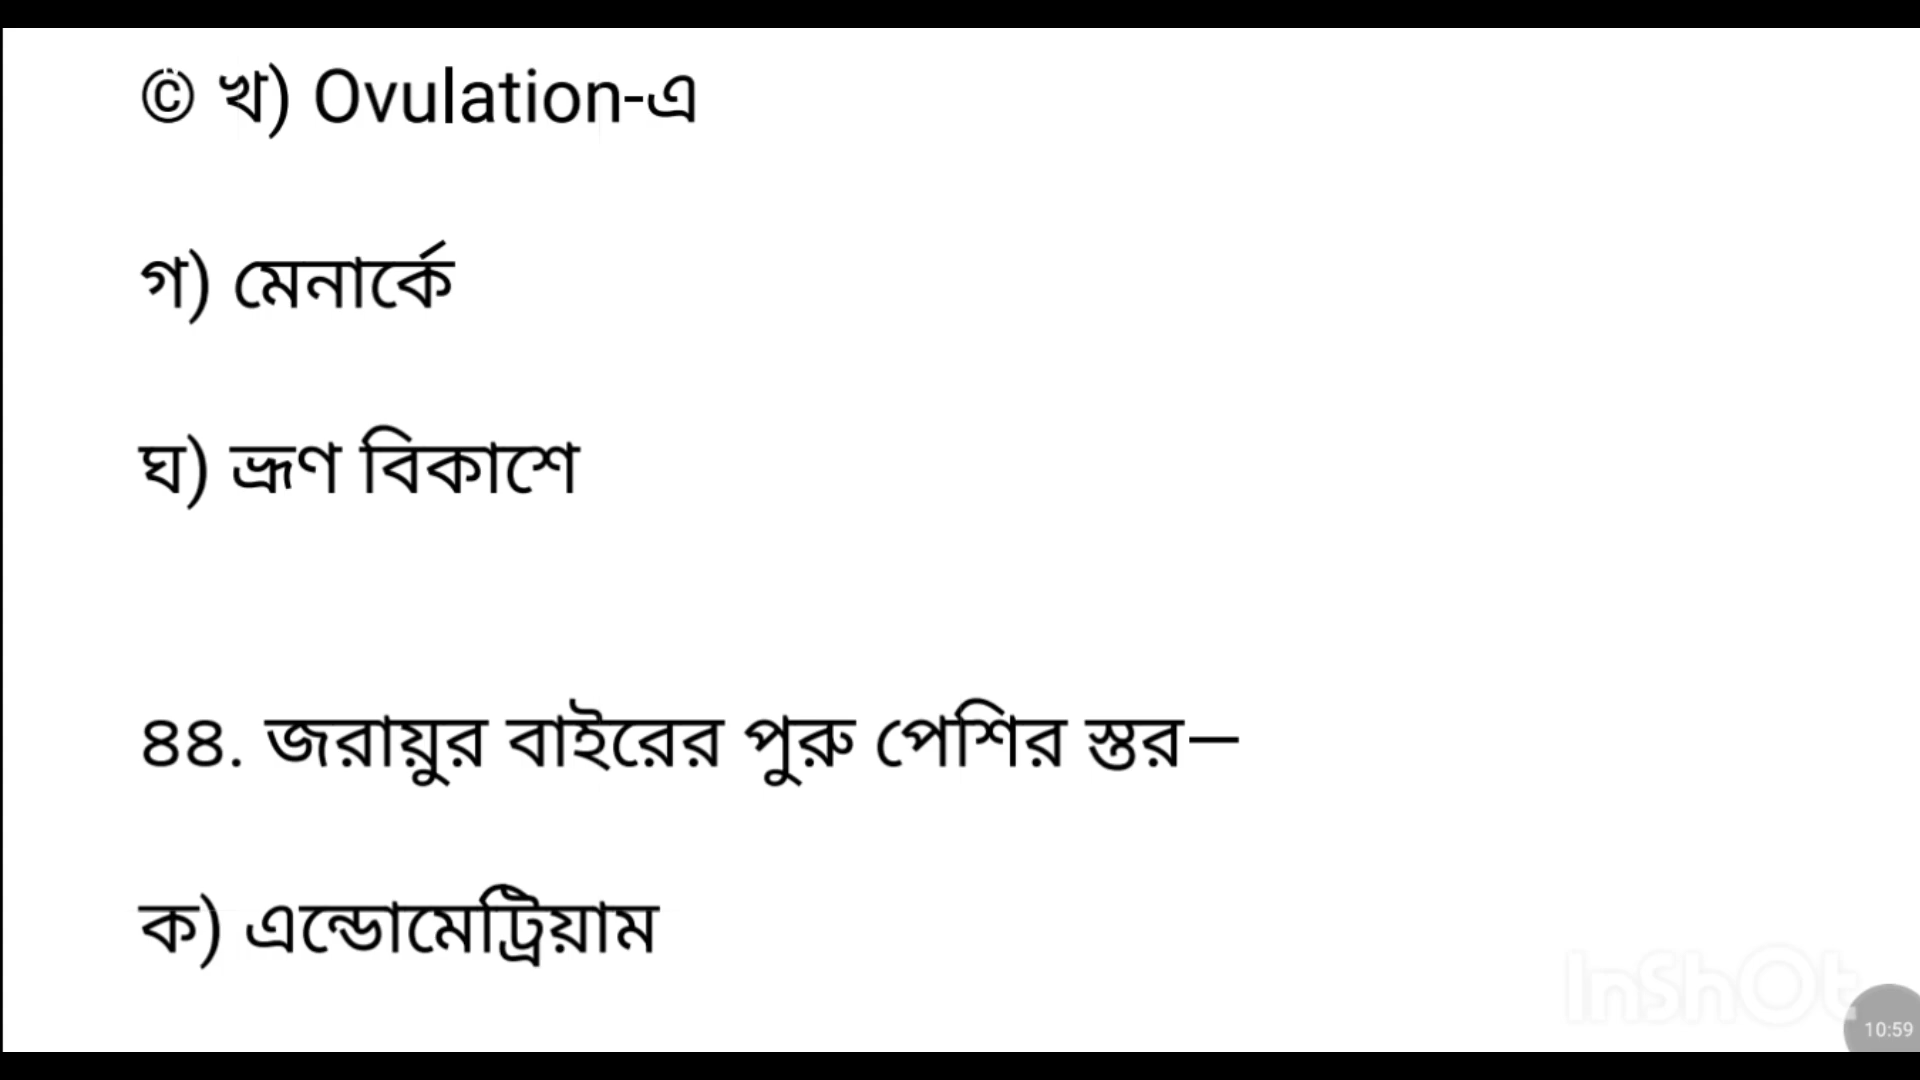 © খ) Ovulation-এ
গ) মেনার্কে
ঘ) ভ্রূণ বিকাশে
৪৪. জরায়ুর বাইরের পুরু পেশির স্তর—
ক) এন্ডোমেট্রিয়াম
InShOt
10:59